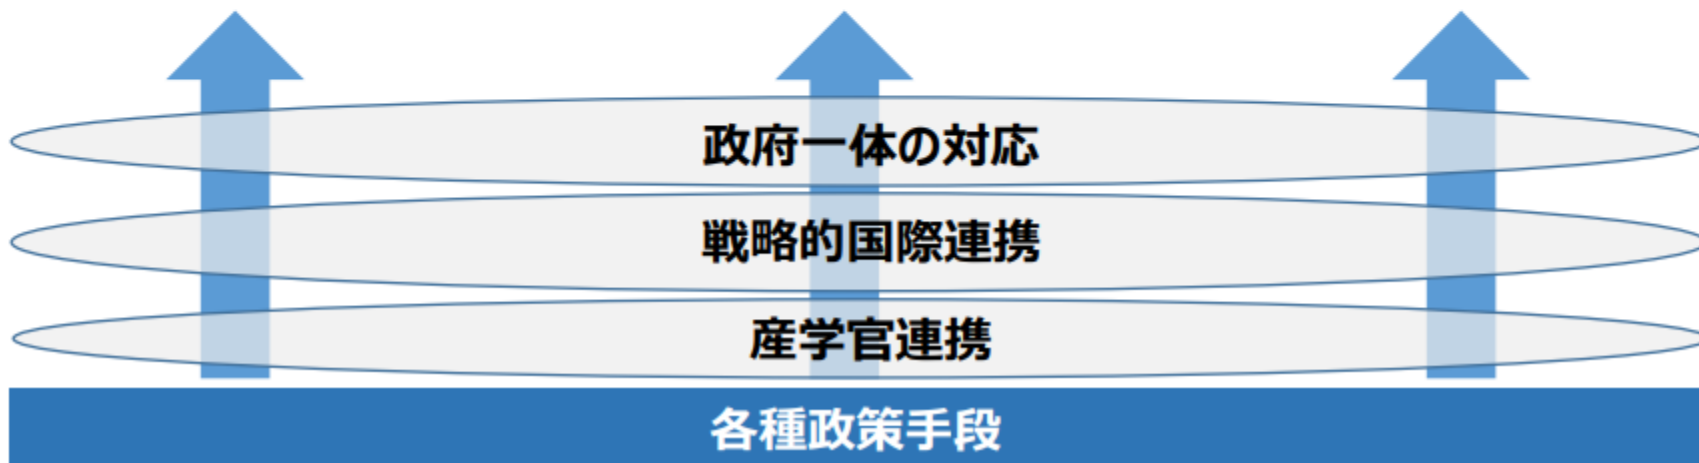 政府一体の対応
戦略的国際連携
産学官連携
各種政策手段